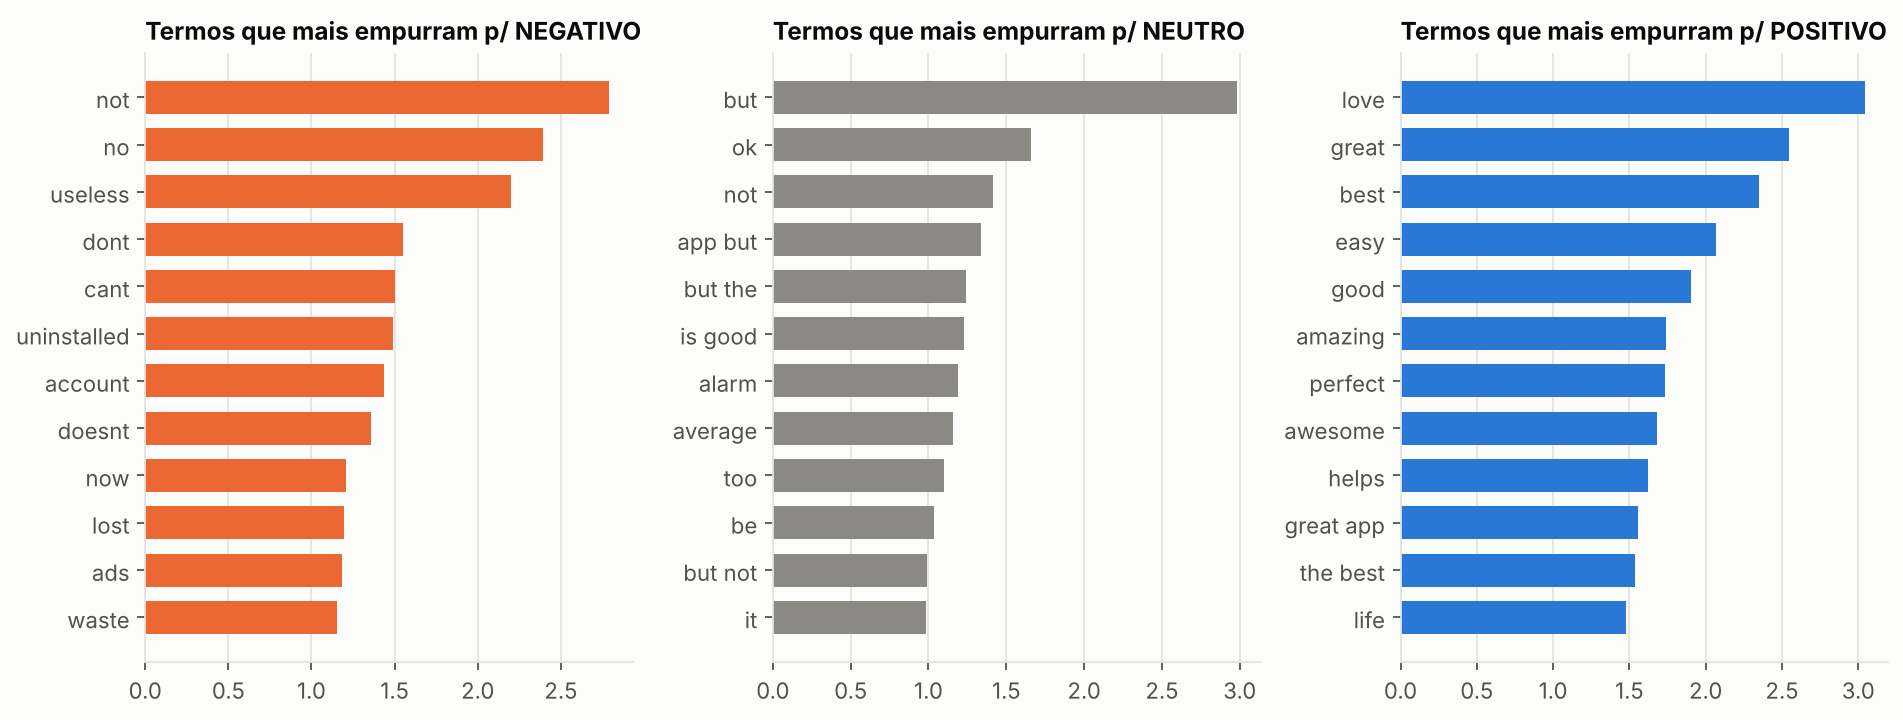 Termos que mais empurram p/ NEGATIVO
not
no
useless
dont
cant
uninstalled
account
doesnt
now
lost
ads
waste
0.0 0.5 1.0 1.5 2.0 2.5
Termos que mais empurram p/ NEUTRO
but
ok
not
app but
but the
is good
alarm
average
too
be
but not
it
0.0 0.5 1.0 1.5 2.0 2.5 3.0
Termos que mais empurram p/ POSITIVO
love
great
best
easy
good
amazing
perfect
awesome
helps
great app
the best
life
0.0 0.5 1.0 1.5 2.0 2.5 3.0